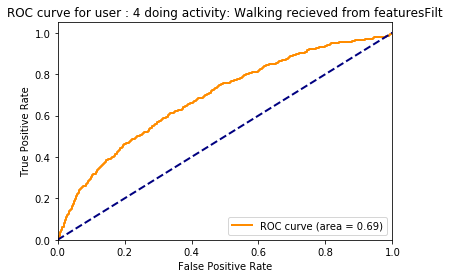 ROC curve for user : 4 doing activity: Walking recieved from featuresFilt
1.0
0.8
0.6
0.4
0.2
0.0
True Positive Rate
ROC curve (area = 0.69)
0.0 0.2 0.4 0.6 0.8 1.0
False Positive Rate